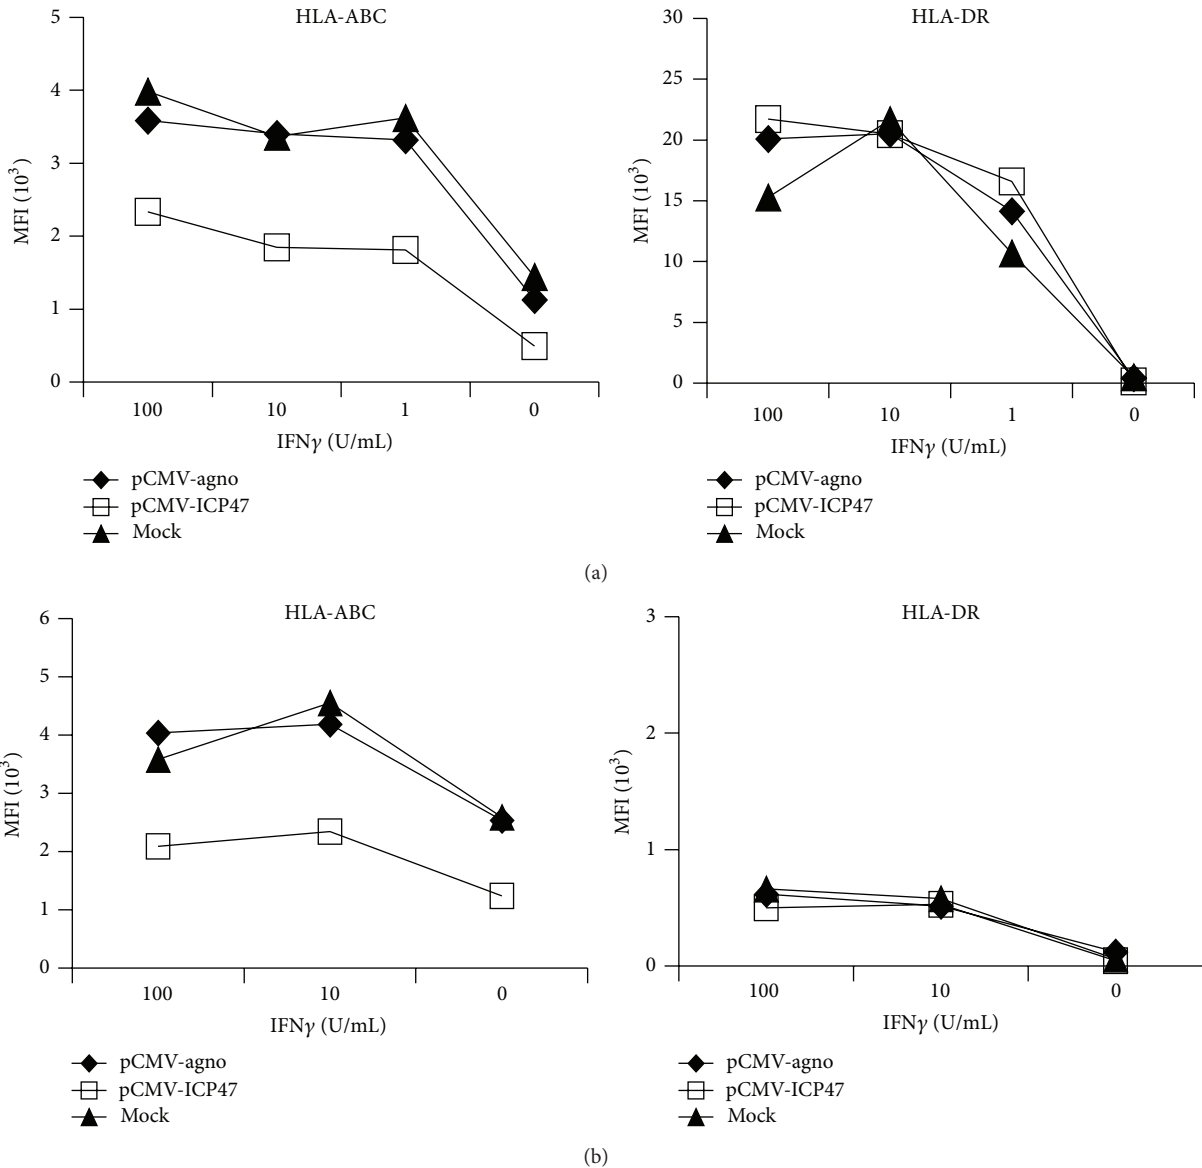 HLA-ABC
5
4
3
2
1
0
MFI (10³)
100 10 1 0
IFNγ (U/mL)
pCMV-agno
pCMV-ICP47
Mock
HLA-DR
30
25
20
15
10
5
0
MFI (10³)
100 10 1 0
IFNγ (U/mL)
pCMV-agno
pCMV-ICP47
Mock
(a)
HLA-ABC
6
5
4
3
2
1
0
MFI (10³)
100 10 0
IFNγ (U/mL)
pCMV-agno
pCMV-ICP47
Mock
HLA-DR
3
2
1
0
MFI (10³)
100 10 0
IFNγ (U/mL)
pCMV-agno
pCMV-ICP47
Mock
(b)